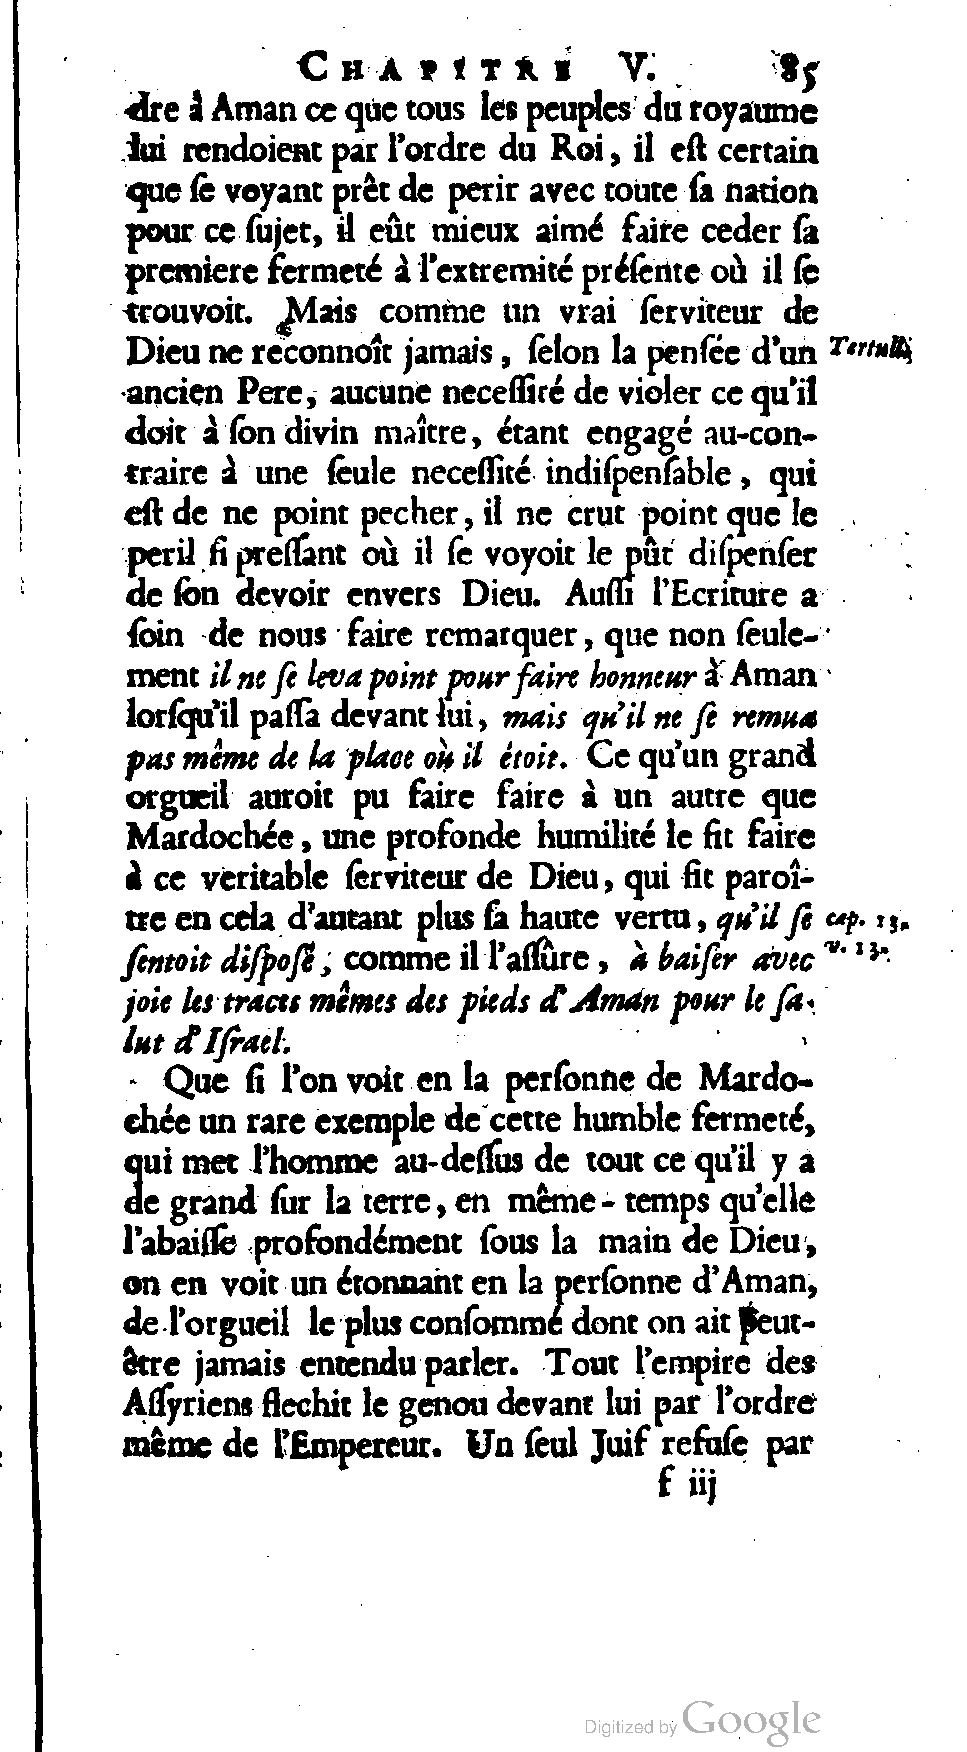 CHAPITRE V. 85
dre à Aman ce que tous les peuples du royaume
lui rendoient par l'ordre du Roi, il eſt certain
que ſe voyant prêt de perir avec toute ſa nation
pour ce ſujet, il eût mieux aimé faire ceder ſa
premiere fermeté à l'extremité préſente où il ſe
trouvoit. Mais comme un vrai ſerviteur de
Dieu ne reconnoît jamais, ſelon la penſée d'un Tertull.
ancien Pere, aucune neceſſité de violer ce qu'il
doit à ſon divin maître, étant engagé au-con-
traire à une ſeule neceſſité indiſpenſable, qui
eſt de ne point pecher, il ne crut point que le
peril ſi preſſant où il ſe voyoit le pût diſpenſer
de ſon devoir envers Dieu. Auſſi l'Ecriture a
ſoin de nous faire remarquer, que non ſeule-
ment il ne ſe leva point pour faire honneur à Aman
lorſqu'il paſſa devant lui, mais qu'il ne ſe remua
pas même de la place où il étoit. Ce qu'un grand
orgueil auroit pu faire faire à un autre que
Mardochée, une profonde humilité le fit faire
à ce veritable ſerviteur de Dieu, qui fit paroî-
tre en cela d'autant plus ſa haute vertu, qu'il ſe cap. 13.
ſentoit diſpoſé, comme il l'aſſûre, à baiſer avec v. 13.
joie les traces mêmes des pieds d'Aman pour le ſa-
lut d'Iſrael.
Que ſi l'on voit en la perſonne de Mardo-
chée un rare exemple de cette humble fermeté,
qui met l'homme au-deſſus de tout ce qu'il y a
de grand ſur la terre, en même-temps qu'elle
l'abaiſſe profondément ſous la main de Dieu,
on en voit un étonnant en la perſonne d'Aman,
de l'orgueil le plus conſommé dont on ait peut-
être jamais entendu parler. Tout l'empire des
Aſſyriens flechit le genou devant lui par l'ordre
même de l'Empereur. Un ſeul Juif refuſe par
f iij
Digitized by Google